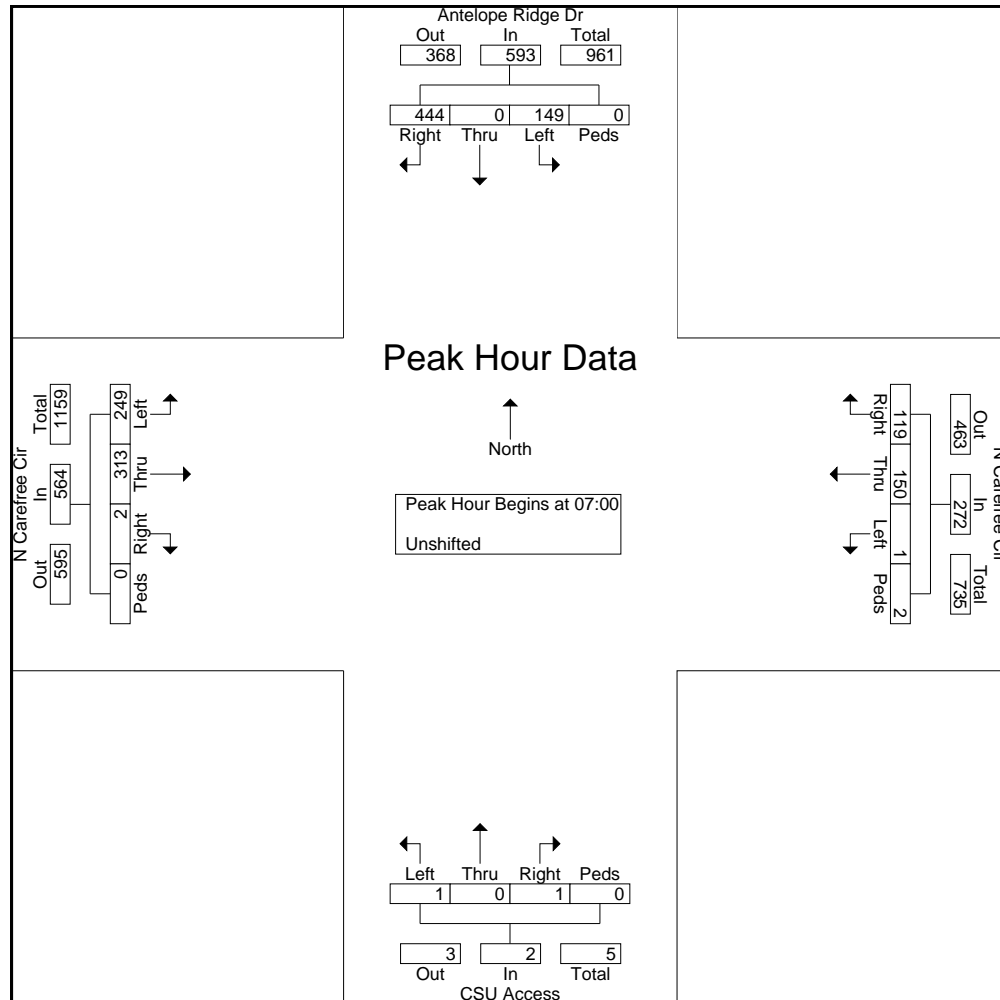 Antelope Ridge Dr
Out In Total
368 593 961
444 0 149 0
Right Thru Left Peds
Peak Hour Data
North
Peak Hour Begins at 07:00
Unshifted
N Carefree Cir
Total In Out
1159 564 595
249 313 2 0
Left Thru Right Peds
Right Thru Left Peds
119 150 1 2
Out In Total
463 272 735
N Carefree Cir
Left Thru Right Peds
1 0 1 0
3 2 5
Out In Total
CSU Access